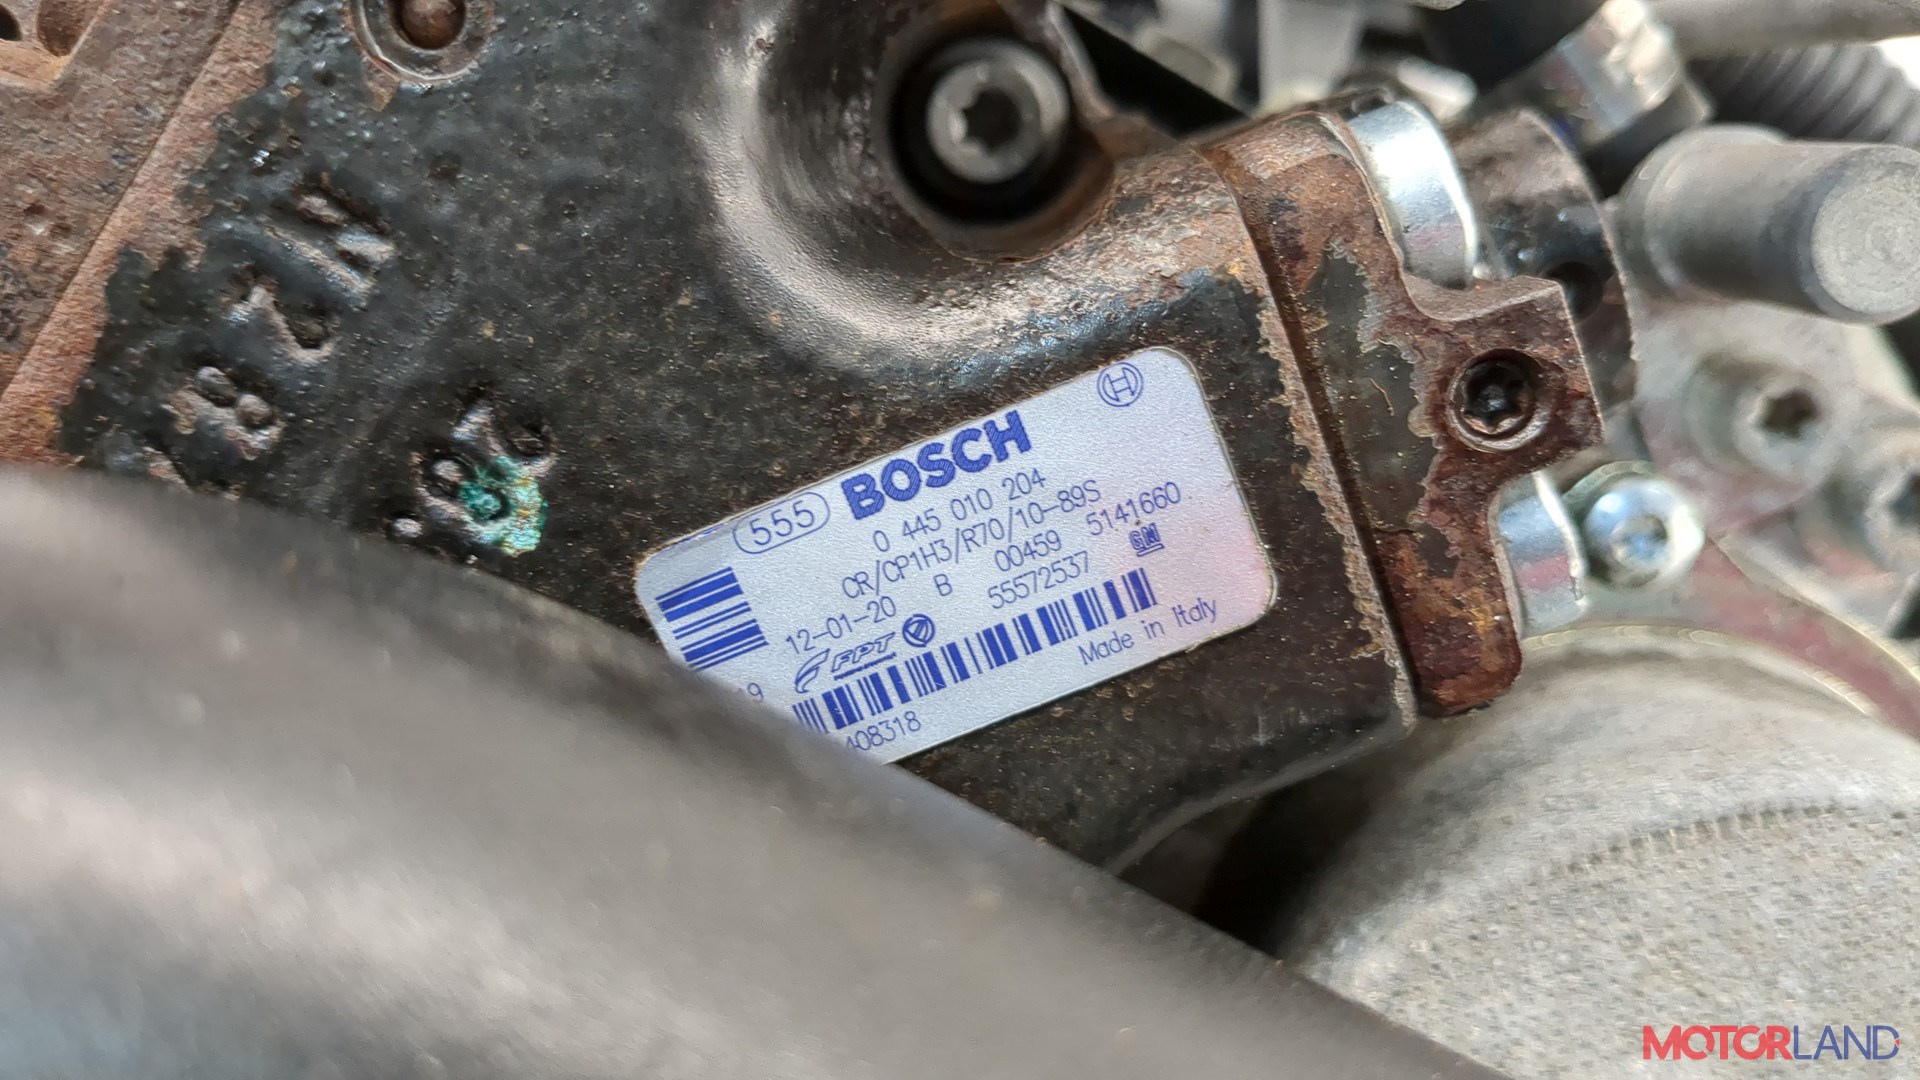 555 BOSCH
0 445 010 204
CR/CP1H3/R70/10-89S
12-01-20 B 00459 5141660
FPT 55572537 GM
Made in Italy
408318
MOTORLAND